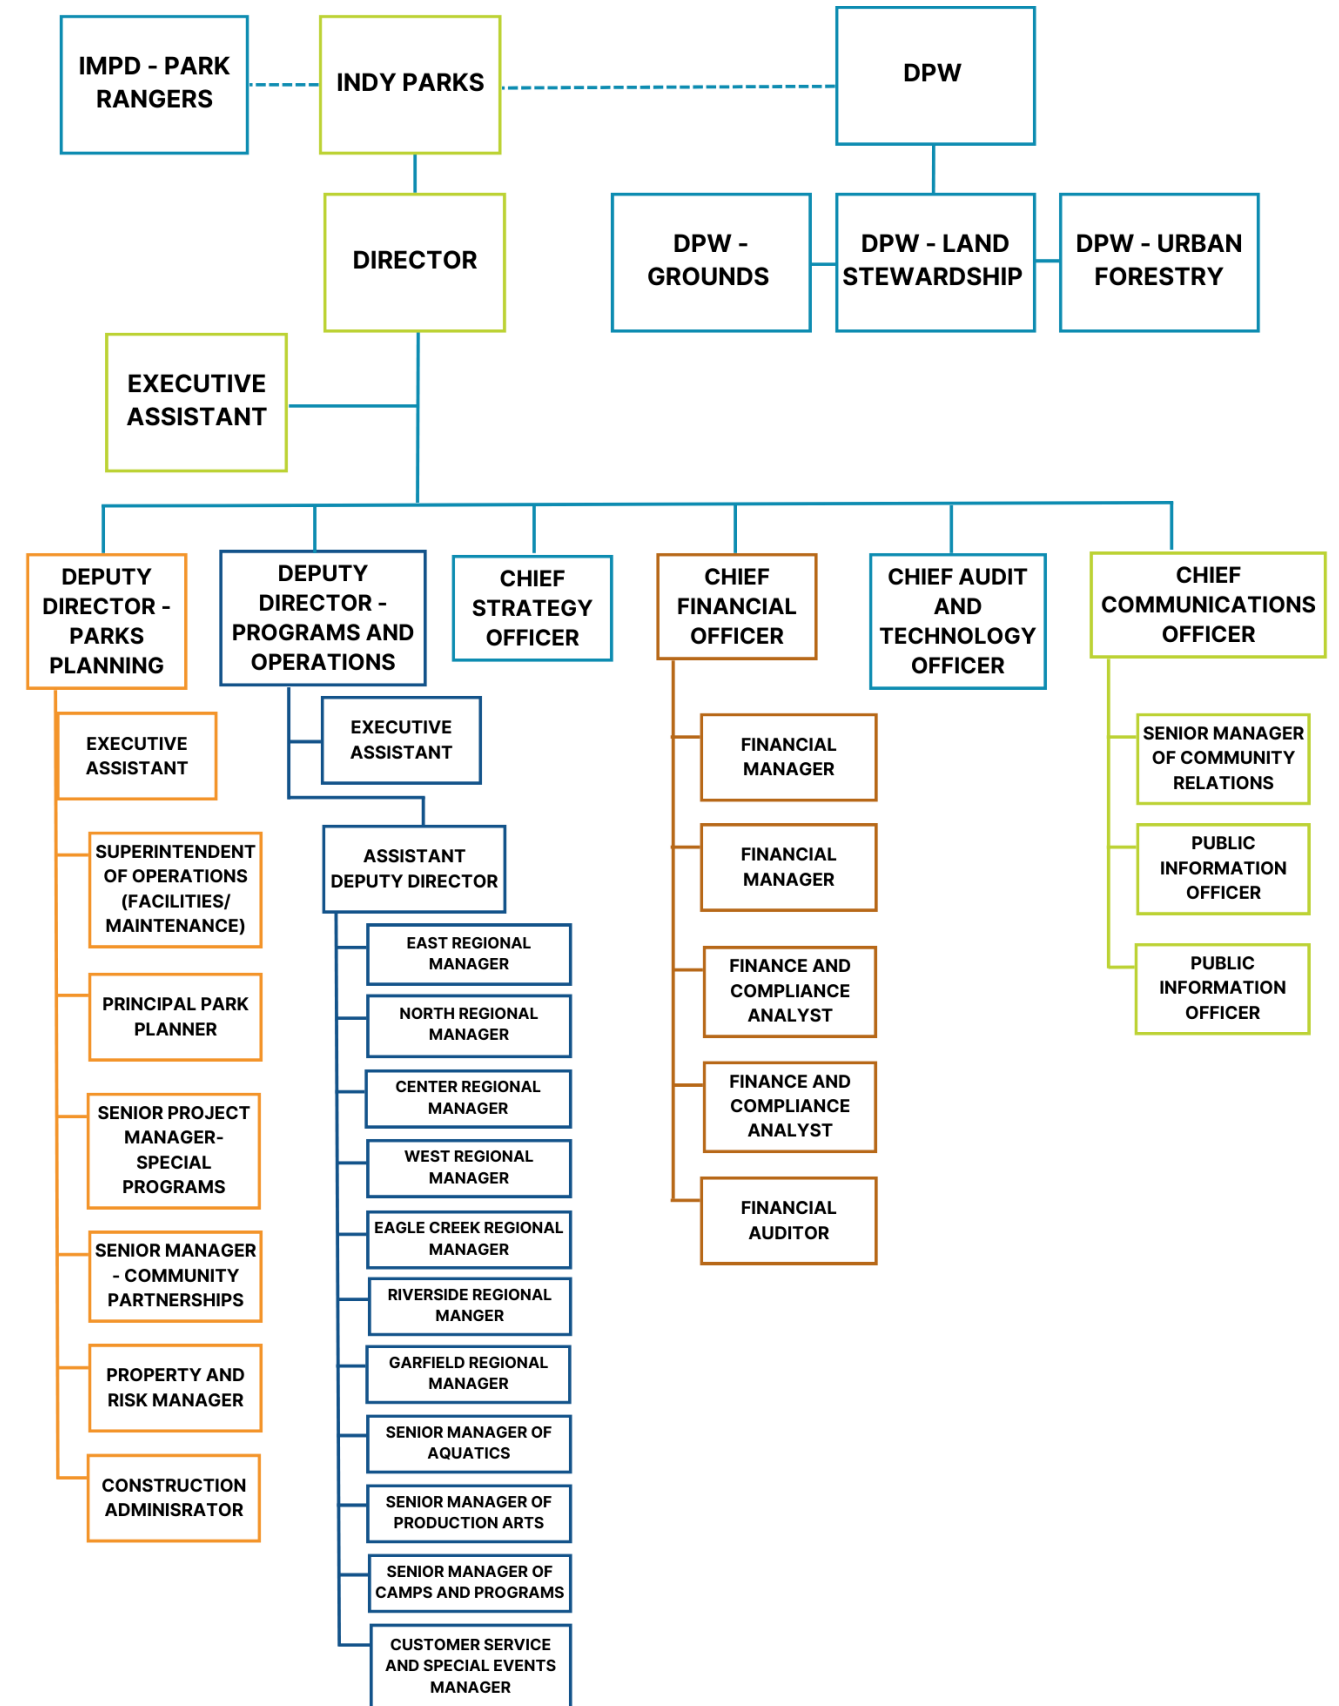 IMPD - PARK
RANGERS
INDY PARKS
DPW
DIRECTOR
DPW -
GROUNDS
DPW - LAND
STEWARDSHIP
DPW - URBAN
FORESTRY
EXECUTIVE
ASSISTANT
DEPUTY
DIRECTOR -
PARKS
PLANNING
DEPUTY
DIRECTOR -
PROGRAMS AND
OPERATIONS
CHIEF
STRATEGY
OFFICER
CHIEF
FINANCIAL
OFFICER
CHIEF AUDIT
AND
TECHNOLOGY
OFFICER
CHIEF
COMMUNICATIONS
OFFICER
EXECUTIVE
ASSISTANT
SUPERINTENDENT
OF OPERATIONS
(FACILITIES/
MAINTENANCE)
PRINCIPAL PARK
PLANNER
SENIOR PROJECT
MANAGER-
SPECIAL
PROGRAMS
SENIOR MANAGER
- COMMUNITY
PARTNERSHIPS
PROPERTY AND
RISK MANAGER
CONSTRUCTION
ADMINISRATOR
EXECUTIVE
ASSISTANT
ASSISTANT
DEPUTY DIRECTOR
EAST REGIONAL
MANAGER
NORTH REGIONAL
MANAGER
CENTER REGIONAL
MANAGER
WEST REGIONAL
MANAGER
EAGLE CREEK REGIONAL
MANAGER
RIVERSIDE REGIONAL
MANGER
GARFIELD REGIONAL
MANAGER
SENIOR MANAGER OF
AQUATICS
SENIOR MANAGER OF
PRODUCTION ARTS
SENIOR MANAGER OF
CAMPS AND PROGRAMS
CUSTOMER SERVICE
AND SPECIAL EVENTS
MANAGER
FINANCIAL
MANAGER
FINANCIAL
MANAGER
FINANCE AND
COMPLIANCE
ANALYST
FINANCE AND
COMPLIANCE
ANALYST
FINANCIAL
AUDITOR
SENIOR MANAGER
OF COMMUNITY
RELATIONS
PUBLIC
INFORMATION
OFFICER
PUBLIC
INFORMATION
OFFICER